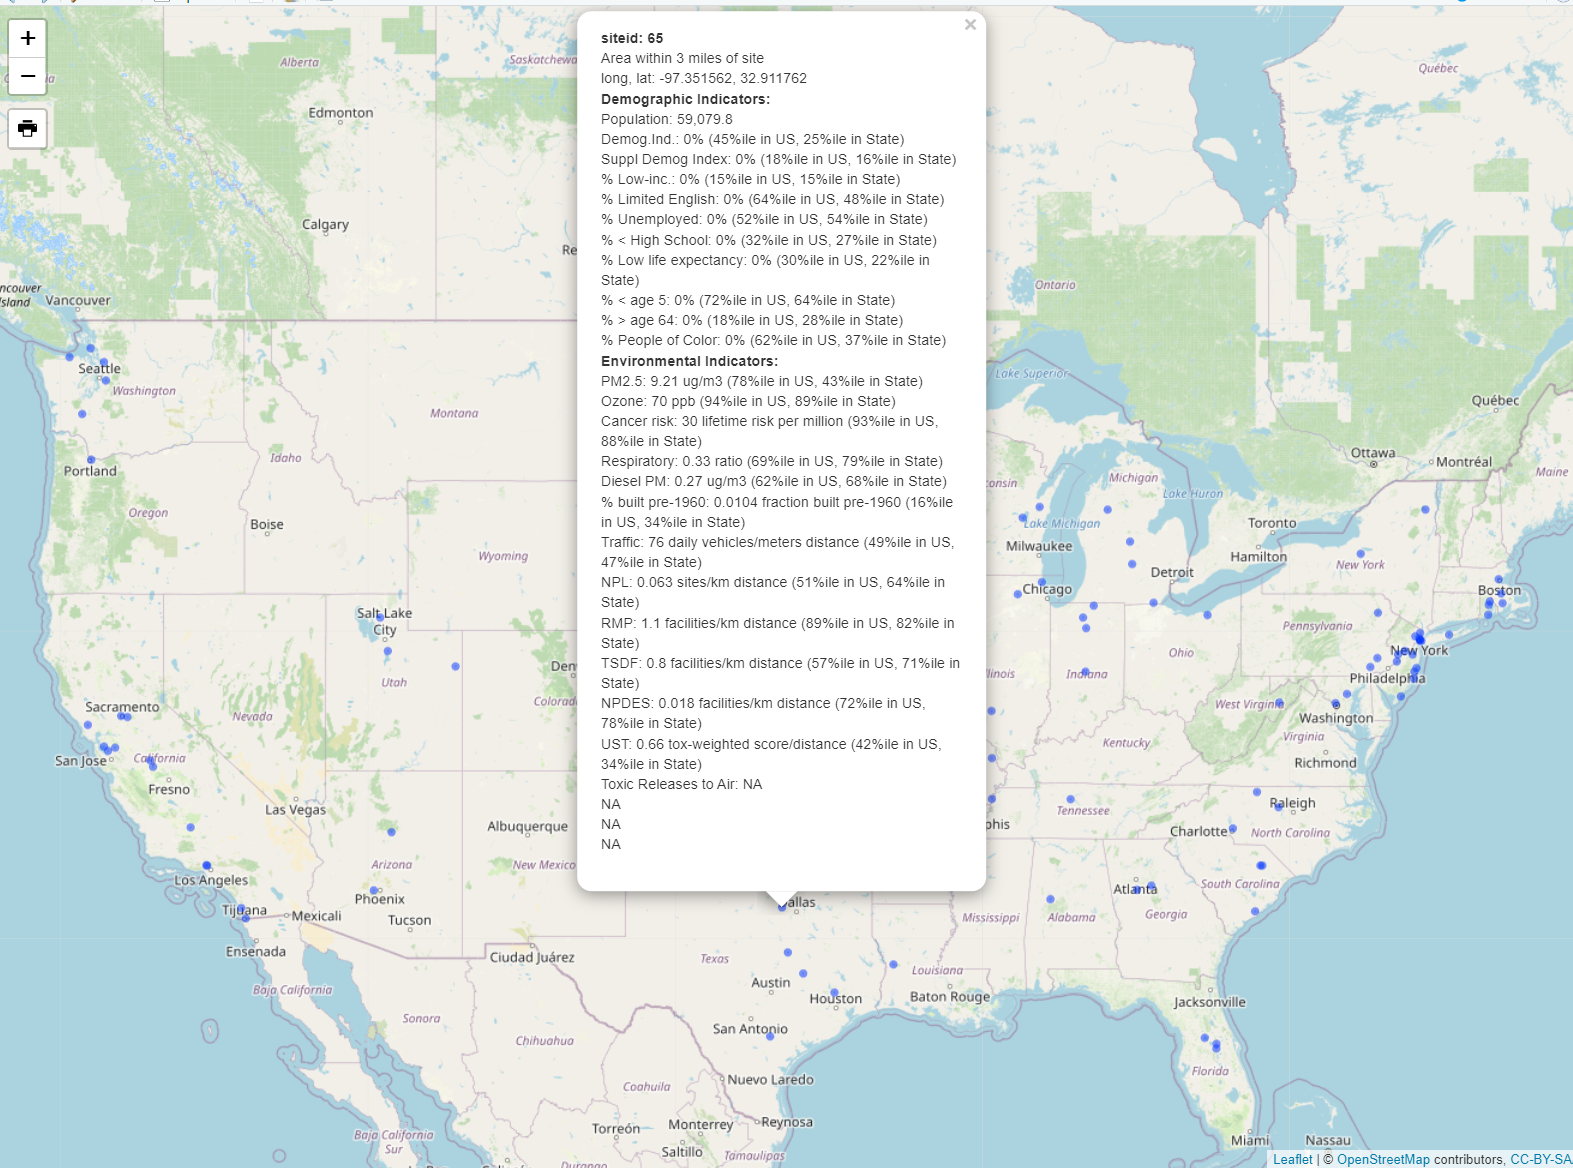 siteid: 65
Area within 3 miles of site
long, lat: -97.351562, 32.911762
Demographic Indicators:
Population: 59,079.8
Demog.Ind.: 0% (45%ile in US, 25%ile in State)
Suppl Demog Index: 0% (18%ile in US, 16%ile in State)
% Low-inc.: 0% (15%ile in US, 15%ile in State)
% Limited English: 0% (64%ile in US, 48%ile in State)
% Unemployed: 0% (52%ile in US, 54%ile in State)
% < High School: 0% (32%ile in US, 27%ile in State)
% Low life expectancy: 0% (30%ile in US, 22%ile in
State)
% < age 5: 0% (72%ile in US, 64%ile in State)
% > age 64: 0% (18%ile in US, 28%ile in State)
% People of Color: 0% (62%ile in US, 37%ile in State)
Environmental Indicators:
PM2.5: 9.21 ug/m3 (78%ile in US, 43%ile in State)
Ozone: 70 ppb (94%ile in US, 89%ile in State)
Cancer risk: 30 lifetime risk per million (93%ile in US,
88%ile in State)
Respiratory: 0.33 ratio (69%ile in US, 79%ile in State)
Diesel PM: 0.27 ug/m3 (62%ile in US, 68%ile in State)
% built pre-1960: 0.0104 fraction built pre-1960 (16%ile
in US, 34%ile in State)
Traffic: 76 daily vehicles/meters distance (49%ile in US,
47%ile in State)
NPL: 0.063 sites/km distance (51%ile in US, 64%ile in
State)
RMP: 1.1 facilities/km distance (89%ile in US, 82%ile in
State)
TSDF: 0.8 facilities/km distance (57%ile in US, 71%ile in
State)
NPDES: 0.018 facilities/km distance (72%ile in US,
78%ile in State)
UST: 0.66 tox-weighted score/distance (42%ile in US,
34%ile in State)
Toxic Releases to Air: NA
NA
NA
NA
×
+
−
Alberta
Saskatchewa
Edmonton
Calgary
Re
ncouver
Island
Vancouver
Seattle
Washington
Montana
Portland
Idaho
Oregon
Boise
Wyoming
Salt Lake
City
Den
Utah
Colorado
Sacramento
Nevada
San Jose
California
Fresno
Las Vegas
Albuquerque
Arizona
New Mexico
Los Angeles
Phoenix
Tijuana
Mexicali
Tucson
Ensenada
Ciudad Juárez
Baja California
Sonora
Chihuahua
Coahuila
Baja California
Sur
Torreón
Durango
Monterrey
Saltillo
Reynosa
Tamaulipas
Nuevo Laredo
San Antonio
Austin
Houston
Texas
allas
Louisiana
Baton Rouge
Mississippi
Alabama
Atlanta
Georgia
Jacksonville
Florida
Miami
Nassau
South Carolina
Charlotte
North Carolina
Raleigh
Tennessee
phis
Kentucky
Virginia
Richmond
West Virginia
Washington
Philadelphia
New York
Pennsylvania
Ohio
Indiana
linois
Chicago
Detroit
Milwaukee
consin
Lake Michigan
Michigan
Lake Huron
Lake Superior
Toronto
Hamilton
New York
Boston
Maine
Ottawa
Montréal
Québec
Québec
Ontario
Leaflet | © OpenStreetMap contributors, CC-BY-SA